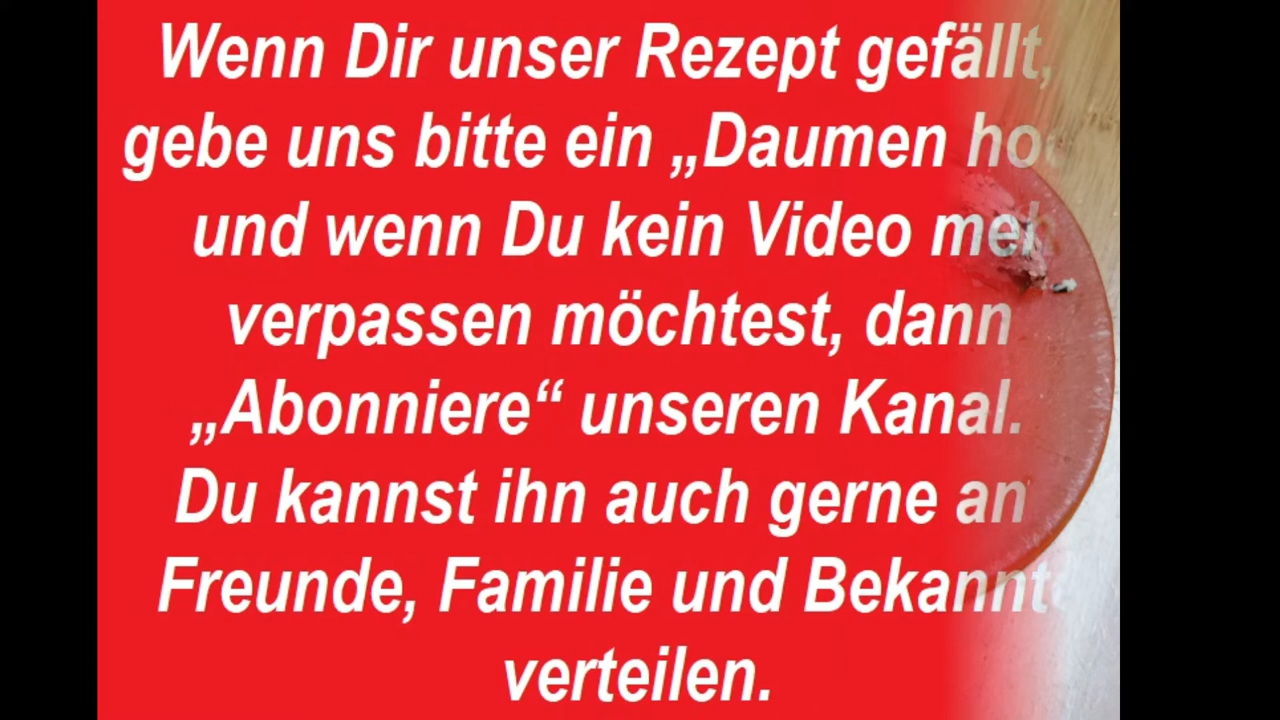 Wenn Dir unser Rezept gefällt,
gebe uns bitte ein „Daumen
und wenn Du kein Video
verpassen möchtest, dann
„Abonniere“ unseren Kanal.
Du kannst ihn auch gerne an
Freunde, Familie und Bekannte
verteilen.